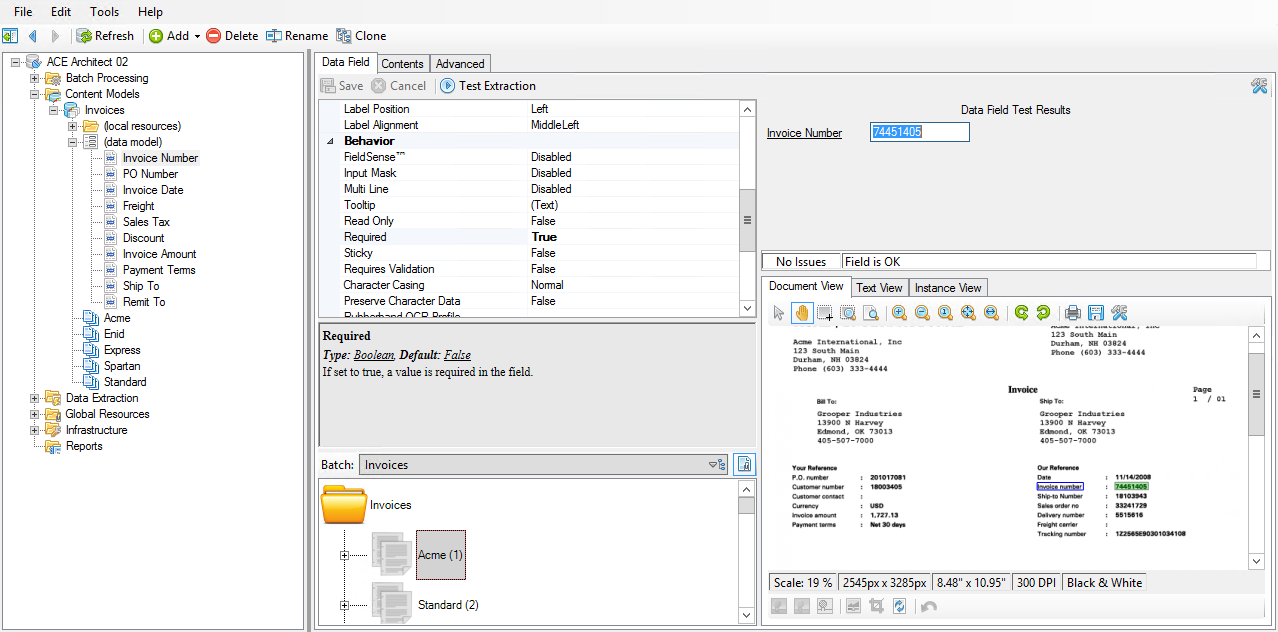 File Edit Tools Help
Refresh Add Delete Rename Clone
ACE Architect 02
Batch Processing
Content Models
Invoices
(local resources)
(data model)
Invoice Number
PO Number
Invoice Date
Freight
Sales Tax
Discount
Invoice Amount
Payment Terms
Ship To
Remit To
Acme
Enid
Express
Spartan
Standard
Data Extraction
Global Resources
Infrastructure
Reports
Data Field Contents Advanced
Save Cancel Test Extraction
Label Position Left
Label Alignment MiddleLeft
Behavior
FieldSense™ Disabled
Input Mask Disabled
Multi Line Disabled
Tooltip (Text)
Read Only False
Required True
Sticky False
Requires Validation False
Character Casing Normal
Preserve Character Data False
Rubberband OCR Profile
Required
Type: Boolean, Default: False
If set to true, a value is required in the field.
Batch: Invoices
Invoices
Acme (1)
Standard (2)
Data Field Test Results
Invoice Number 74451405
No Issues Field is OK
Document View Text View Instance View
Acme International, Inc
123 South Main
Durham, NH 03824
Phone (603) 333-4444
Acme International, Inc
123 South Main
Durham, NH 03824
Phone (603) 333-4444
Invoice
Page
1 / 01
Bill To:
Grooper Industries
13900 N Harvey
Edmond, OK 73013
405-507-7000
Ship To:
Grooper Industries
13900 N Harvey
Edmond, OK 73013
405-507-7000
Your Reference
P.O. number : 201017081
Customer number : 18003405
Customer contact :
Currency : USD
Invoice amount : 1,727.13
Payment terms : Net 30 days
Our Reference
Date : 11/14/2008
Invoice number : 74451405
Ship-to Number : 18103943
Sales order no : 33241729
Delivery number : 5515616
Freight carrier :
Tracking number : 1Z2565E90301034108
Scale: 19 % 2545px x 3285px 8.48" x 10.95" 300 DPI Black & White